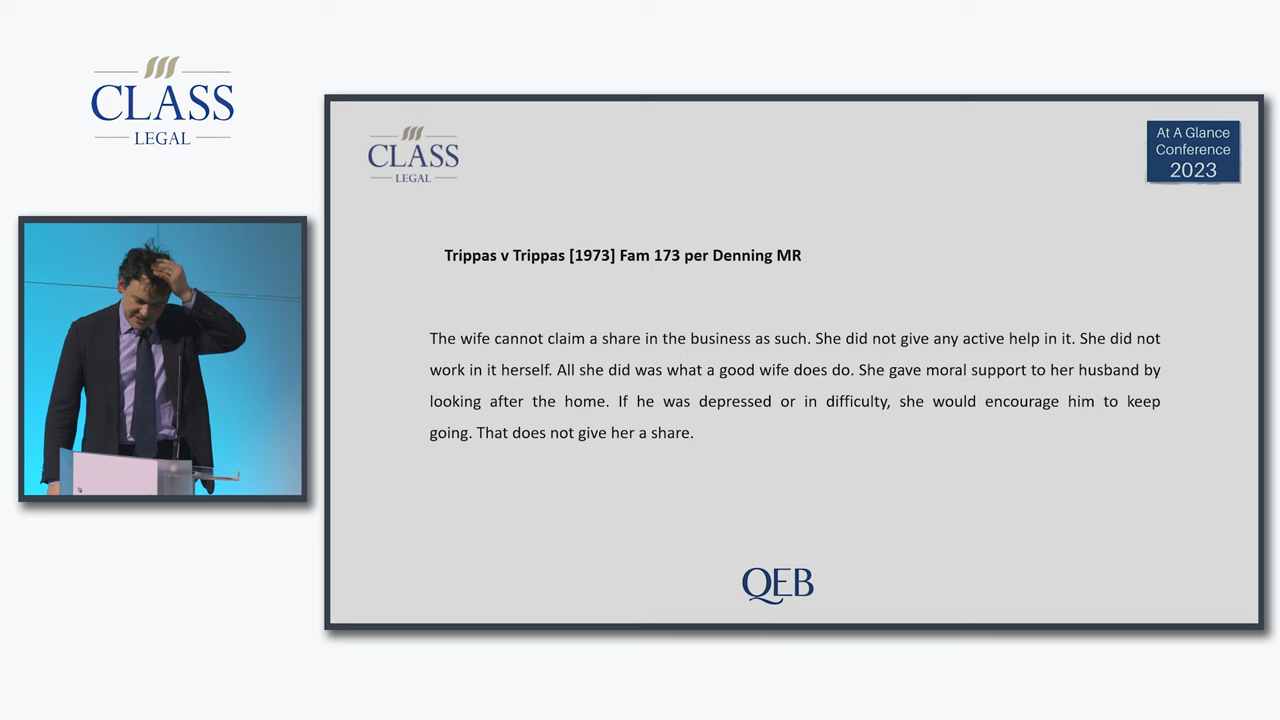 CLASS
LEGAL
CLASS
LEGAL
At A Glance
Conference
2023
Trippas v Trippas [1973] Fam 173 per Denning MR
The wife cannot claim a share in the business as such. She did not give any active help in it. She did not
work in it herself. All she did was what a good wife does do. She gave moral support to her husband by
looking after the home. If he was depressed or in difficulty, she would encourage him to keep
going. That does not give her a share.
QEB